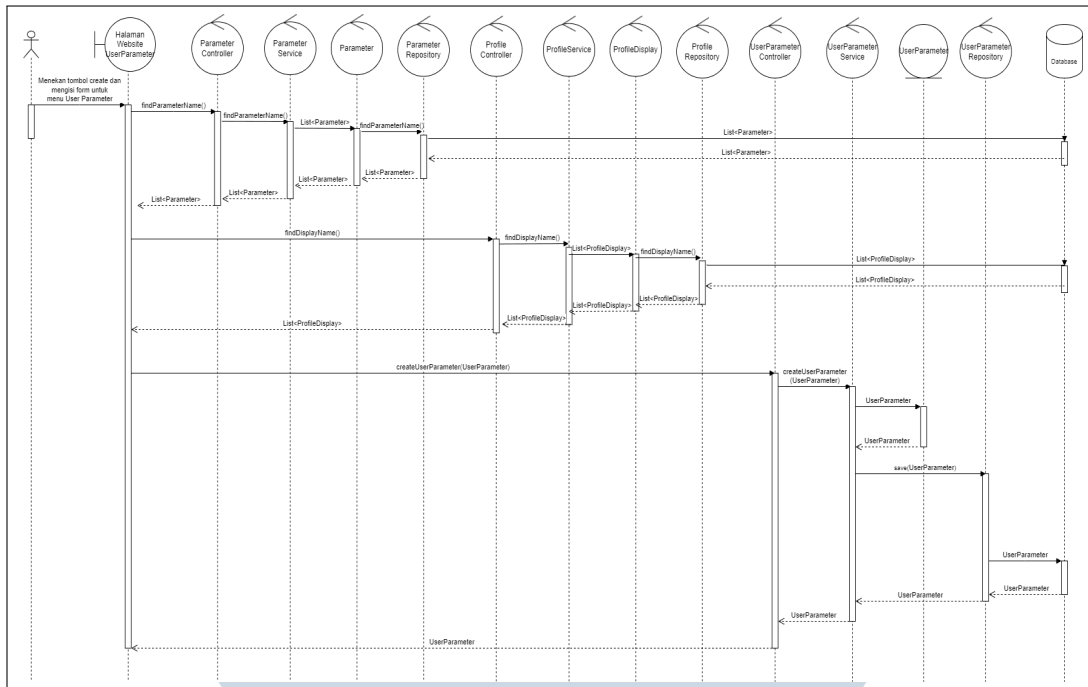 Halaman
Website
UserParameter
Parameter
Controller
Parameter
Service
Parameter
Parameter
Repository
Profile
Controller
ProfileService
ProfileDisplay
Profile
Repository
UserParameter
Controller
UserParameter
Service
UserParameter
UserParameter
Repository
Database
Menekan tombol create dan
mengisi form untuk
menu User Parameter
findParameterName()
findParameterName()
List<Parameter>
findParameterName()
List<Parameter>
List<Parameter>
List<Parameter>
List<Parameter>
List<Parameter>
List<Parameter>
findDisplayName()
findDisplayName()
List<ProfileDisplay>
findDisplayName()
List<ProfileDisplay>
List<ProfileDisplay>
List<ProfileDisplay>
List<ProfileDisplay>
List<ProfileDisplay>
List<ProfileDisplay>
createUserParameter(UserParameter)
createUserParameter
(UserParameter)
UserParameter
UserParameter
save(UserParameter)
UserParameter
UserParameter
UserParameter
UserParameter
UserParameter